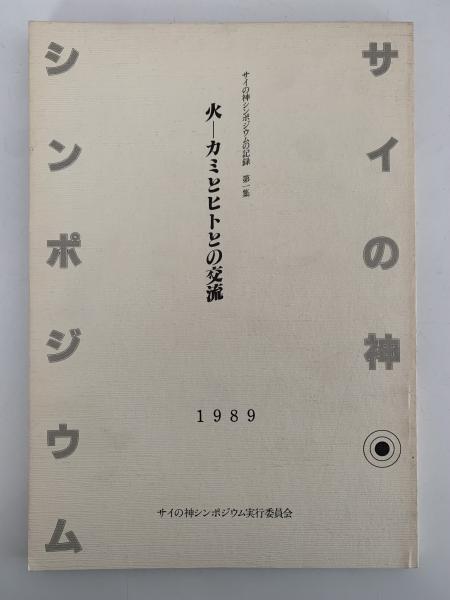 サイの神
シンポジウム
サイの神シンポジウムの記録 第一集
火―カミとヒトとの交流
1989
サイの神シンポジウム実行委員会